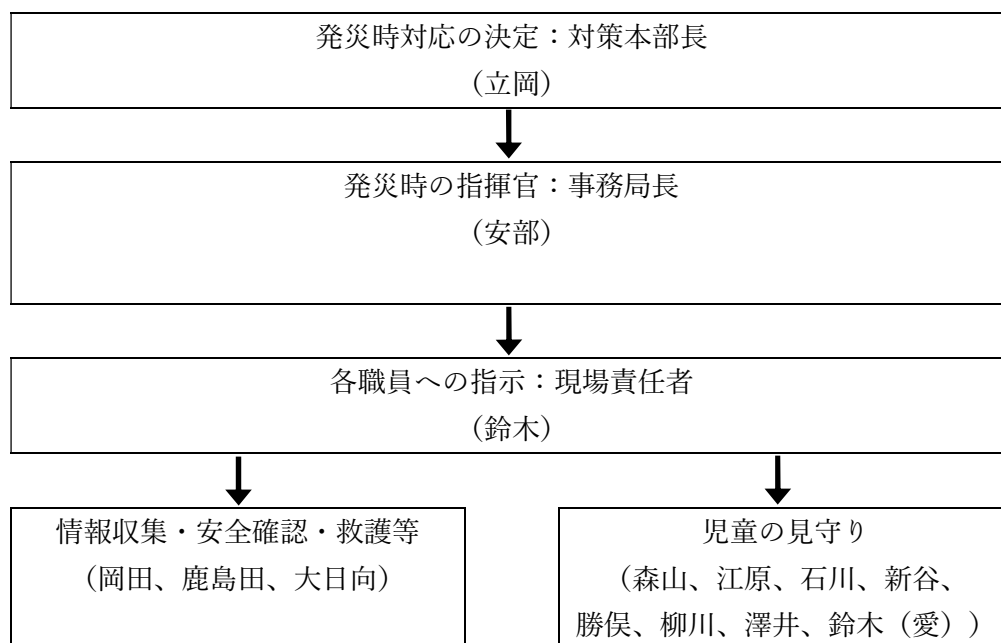 発災時対応の決定：対策本部長
（立岡）
発災時の指揮官：事務局長
（安部）
各職員への指示：現場責任者
（鈴木）
情報収集・安全確認・救護等
（岡田、鹿島田、大日向）
児童の見守り
（森山、江原、石川、新谷、
勝俣、柳川、澤井、鈴木（愛））